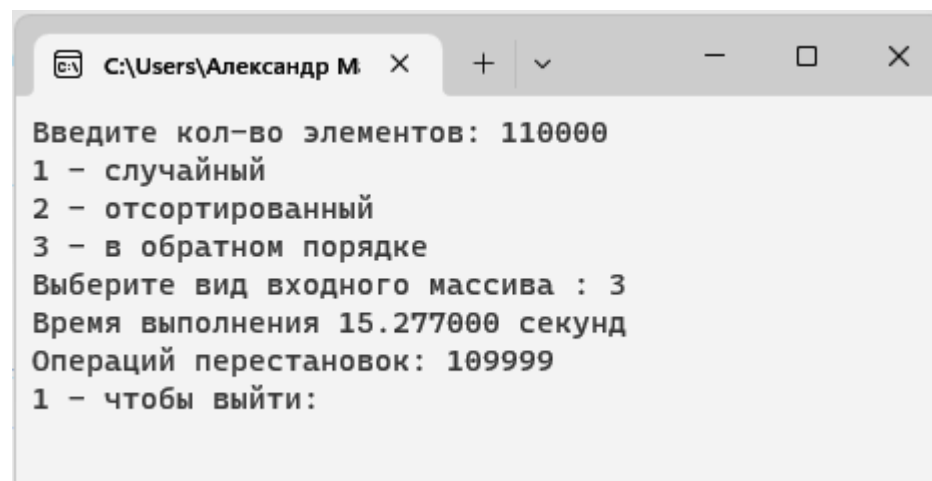 C:\Users\Александр М
Введите кол-во элементов: 110000
1 - случайный
2 - отсортированный
3 - в обратном порядке
Выберите вид входного массива : 3
Время выполнения 15.277000 секунд
Операций перестановок: 109999
1 - чтобы выйти: